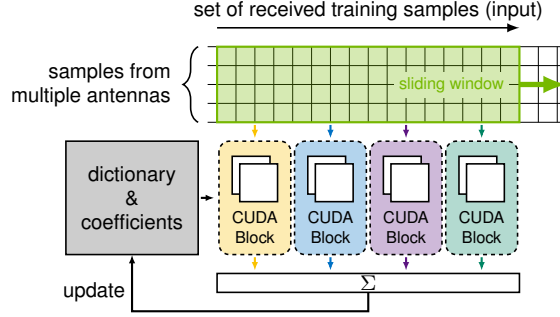 set of received training samples (input)
samples from
multiple antennas
sliding window
dictionary
&
coefficients
CUDA
Block
CUDA
Block
CUDA
Block
CUDA
Block
Σ
update